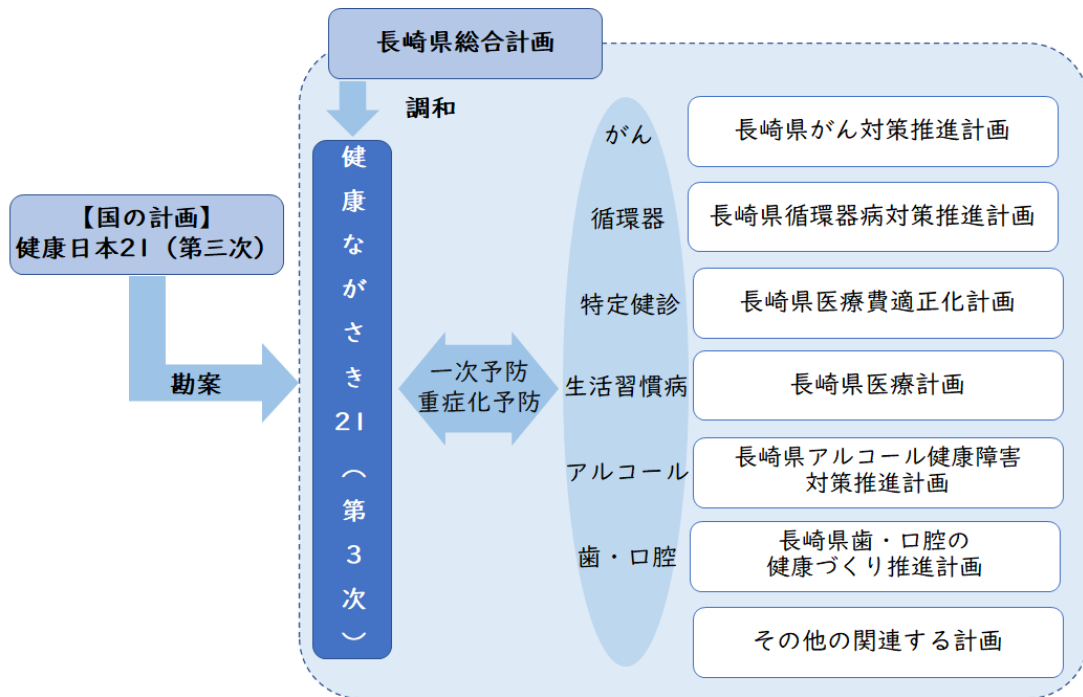 長崎県総合計画
調和
【国の計画】
健康日本21（第三次）
勘案
健康ながさき21（第3次）
一次予防
重症化予防
がん
長崎県がん対策推進計画
循環器
長崎県循環器病対策推進計画
特定健診
長崎県医療費適正化計画
生活習慣病
長崎県医療計画
アルコール
長崎県アルコール健康障害
対策推進計画
歯・口腔
長崎県歯・口腔の
健康づくり推進計画
その他の関連する計画